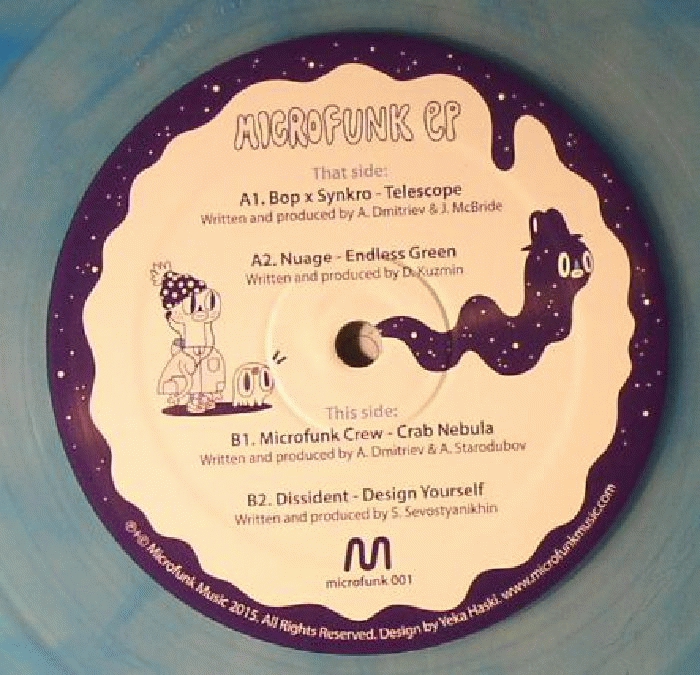 MICROFUNK EP
That side:
A1. Bop x Synkro - Telescope
Written and produced by A. Dmitriev & J. McBride
A2. Nuage - Endless Green
Written and produced by D. Kuzmin
This side:
B1. Microfunk Crew - Crab Nebula
Written and produced by A. Dmitriev & A. Starodubov
B2. Dissident - Design Yourself
Written and produced by S. Sevostyanikhin
microfunk 001
℗+© Microfunk Music 2015. All Rights Reserved. Design by Yeka Haski. www.microfunkmusic.com